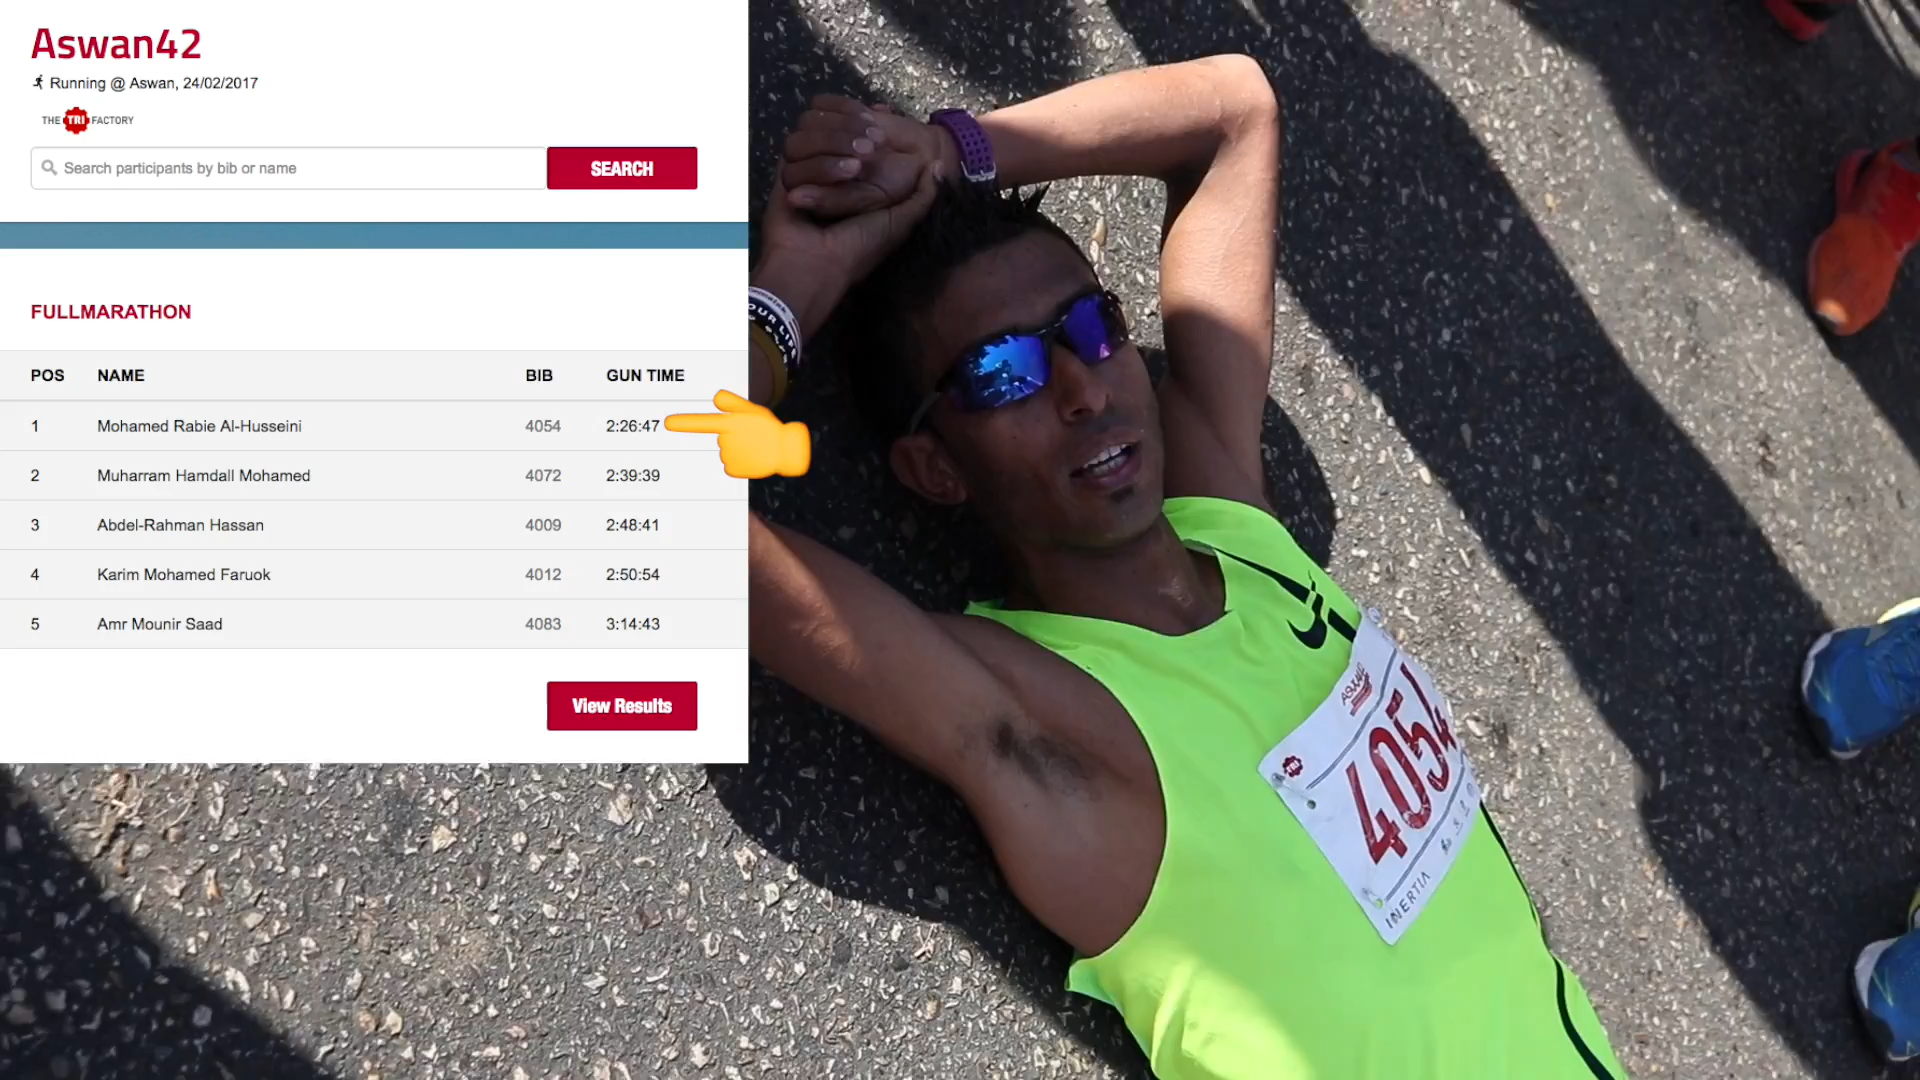 Aswan42
Running @ Aswan, 24/02/2017
THE TRI FACTORY
Search participants by bib or name
SEARCH
FULLMARATHON
POS NAME BIB GUN TIME
1 Mohamed Rabie Al-Husseini 4054 2:26:47
2 Muharram Hamdall Mohamed 4072 2:39:39
3 Abdel-Rahman Hassan 4009 2:48:41
4 Karim Mohamed Faruok 4012 2:50:54
5 Amr Mounir Saad 4083 3:14:43
View Results
OUR LIFE
TRI
4054
INERTIA